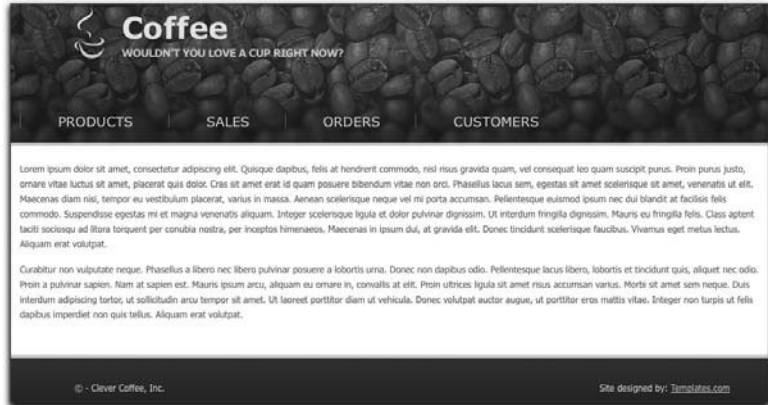 Coffee
WOULDN'T YOU LOVE A CUP RIGHT NOW?
PRODUCTS SALES ORDERS CUSTOMERS
Lorem ipsum dolor sit amet, consectetur adipiscing elit. Quisque dapibus, felis at hendrerit commodo, nisl risus gravida quam, vel consequat leo quam suscipit purus. Proin purus justo,
ornare vitae luctus sit amet, placerat quis dolor. Cras sit amet erat id quam posuere bibendum vitae non orci. Phasellus lacus sem, egestas sit amet scelerisque sit amet, venenatis ut elit.
Maecenas diam nisi, tempor eu vestibulum placerat, varius in massa. Aenean scelerisque neque vel mi porta accumsan. Pellentesque euismod ipsum nec dui blandit at facilisis felis
commodo. Suspendisse egestas mi et magna venenatis aliquam. Integer scelerisque ligula et dolor pulvinar dignissim. Ut interdum fringilla dignissim. Mauris eu fringilla felis. Class aptent
taciti sociosqu ad litora torquent per conubia nostra, per inceptos himenaeos. Maecenas in ipsum dui, at gravida elit. Donec tincidunt scelerisque faucibus. Vivamus eget metus lectus.
Aliquam erat volutpat.
Curabitur non vulputate neque. Phasellus a libero nec libero pulvinar posuere a lobortis urna. Donec non dapibus odio. Pellentesque lacus libero, lobortis et tincidunt quis, aliquet nec odio.
Proin a pulvinar sapien. Nam at sapien est. Mauris ipsum arcu, aliquam eu ornare in, convallis at elit. Proin ultrices ligula sit amet risus accumsan varius. Morbi sit amet sem neque. Duis
interdum adipiscing tortor, ut sollicitudin arcu tempor sit amet. Ut laoreet porttitor diam ut vehicula. Donec volutpat auctor augue, ut porttitor eros mattis vitae. Integer non turpis ut felis
dapibus imperdiet non quis tellus. Aliquam erat volutpat.
© - Clever Coffee, Inc. Site designed by: Templates.com